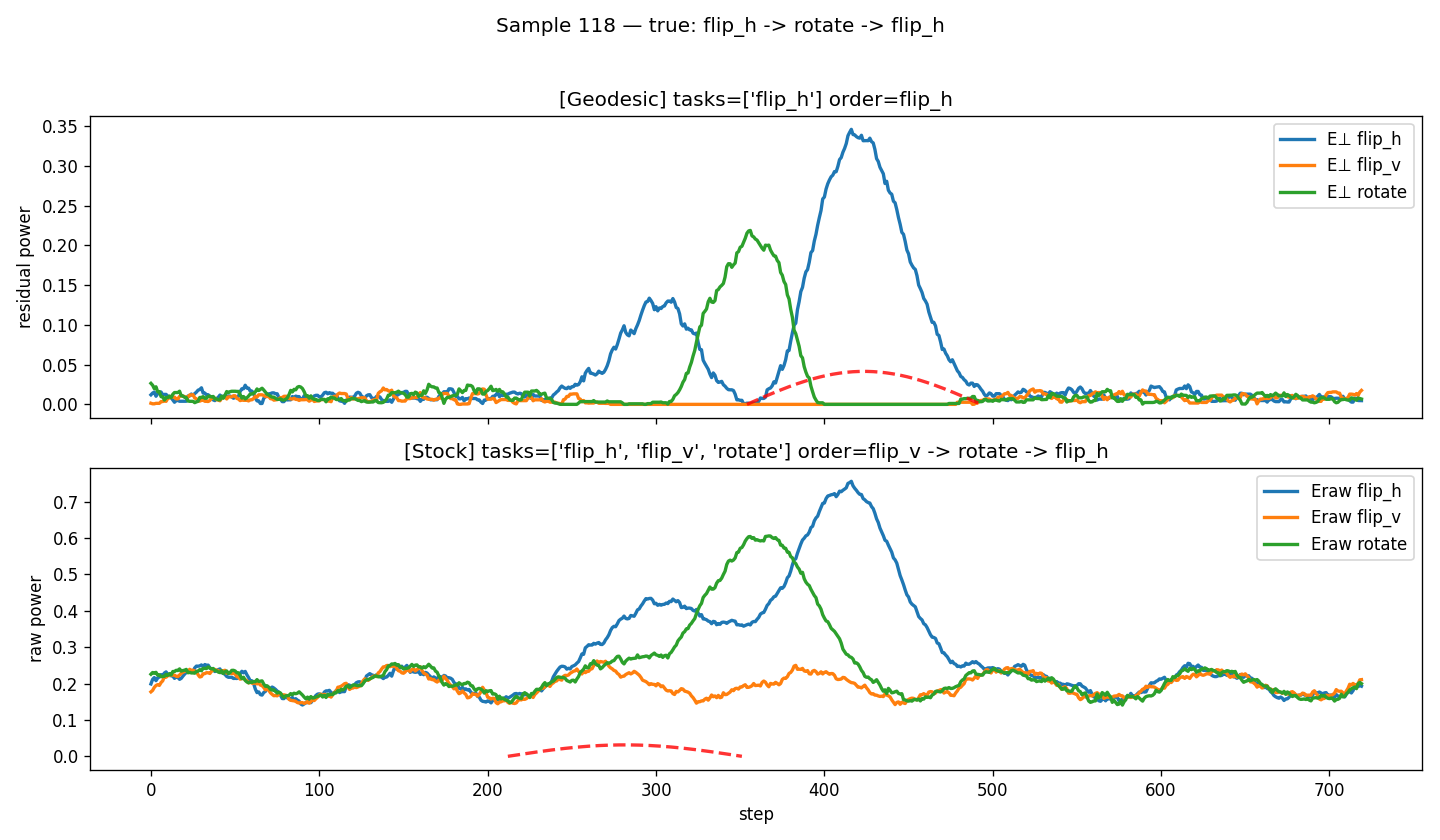 Sample 118 — true: flip_h -> rotate -> flip_h
[Geodesic] tasks=['flip_h'] order=flip_h
residual power
0.35
0.30
0.25
0.20
0.15
0.10
0.05
0.00
E⊥ flip_h
E⊥ flip_v
E⊥ rotate
[Stock] tasks=['flip_h', 'flip_v', 'rotate'] order=flip_v -> rotate -> flip_h
raw power
0.7
0.6
0.5
0.4
0.3
0.2
0.1
0.0
Eraw flip_h
Eraw flip_v
Eraw rotate
0 100 200 300 400 500 600 700
step